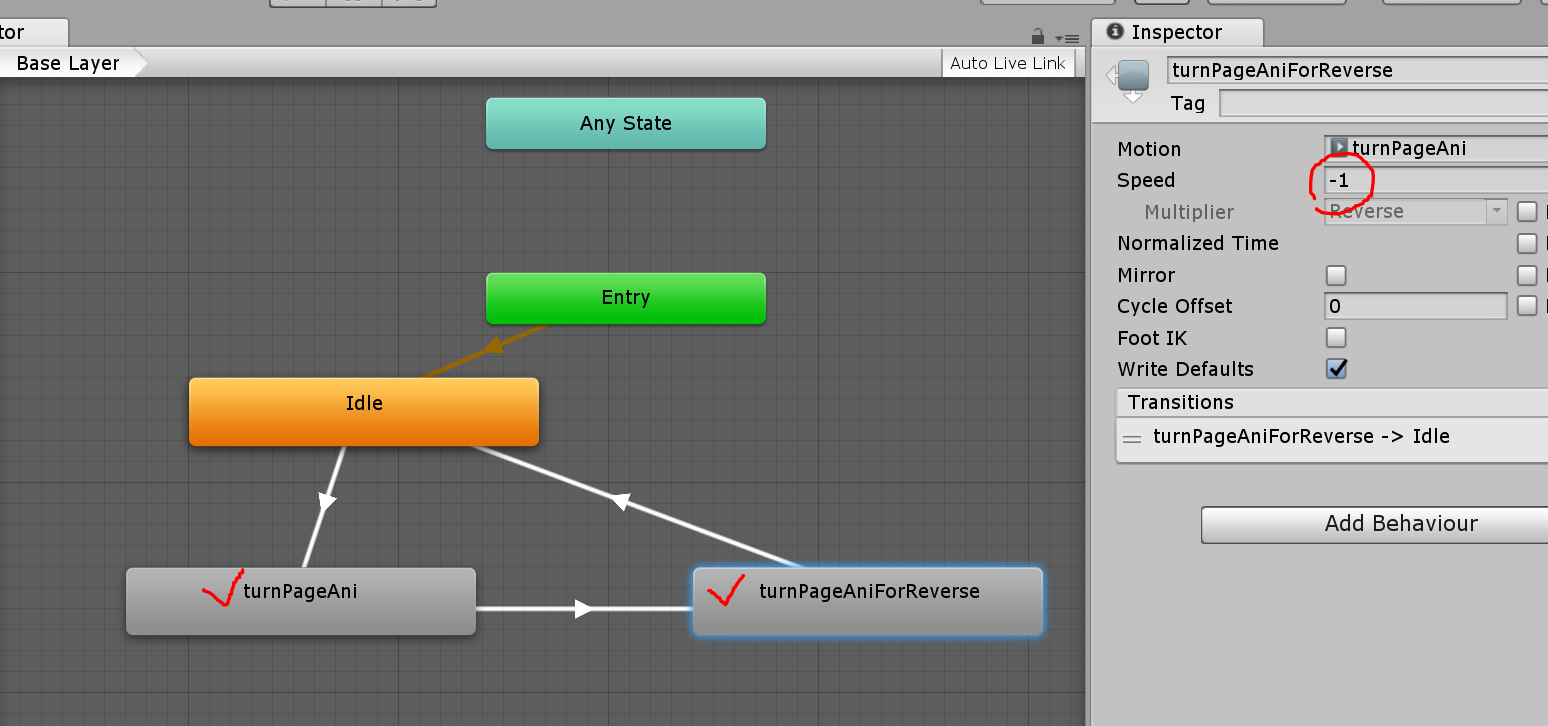 tor
Base Layer
Auto Live Link
Any State
Entry
Idle
turnPageAni
turnPageAniForReverse
Inspector
turnPageAniForReverse
Tag
Motion
turnPageAni
Speed
-1
Multiplier
Reverse
Normalized Time
Mirror
Cycle Offset
0
Foot IK
Write Defaults
Transitions
turnPageAniForReverse -> Idle
Add Behaviour